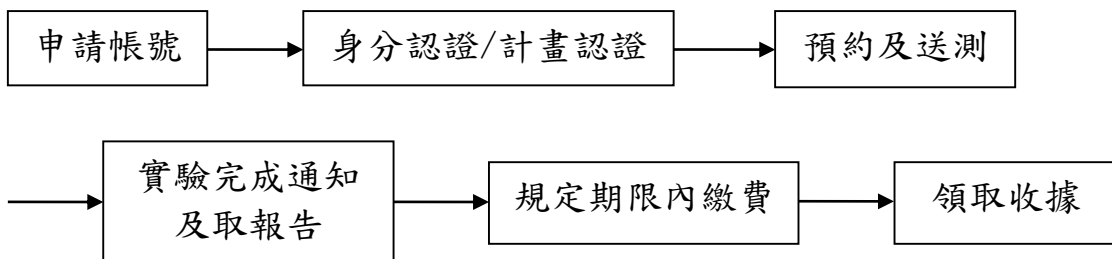 申請帳號
身分認證/計畫認證
預約及送測
實驗完成通知
及取報告
規定期限內繳費
領取收據